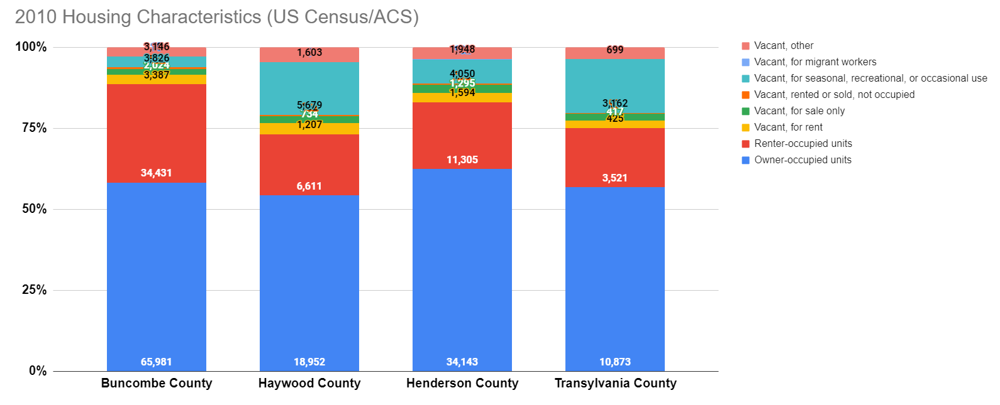 2010 Housing Characteristics (US Census/ACS)
100%
75%
50%
25%
0%
3,146
3,826
2,024
3,387
34,431
65,981
Buncombe County
1,603
5,679
734
1,207
6,611
18,952
Haywood County
1,948
4,050
1,295
1,594
11,305
34,143
Henderson County
699
3,162
417
425
3,521
10,873
Transylvania County
Vacant, other
Vacant, for migrant workers
Vacant, for seasonal, recreational, or occasional use
Vacant, rented or sold, not occupied
Vacant, for sale only
Vacant, for rent
Renter-occupied units
Owner-occupied units